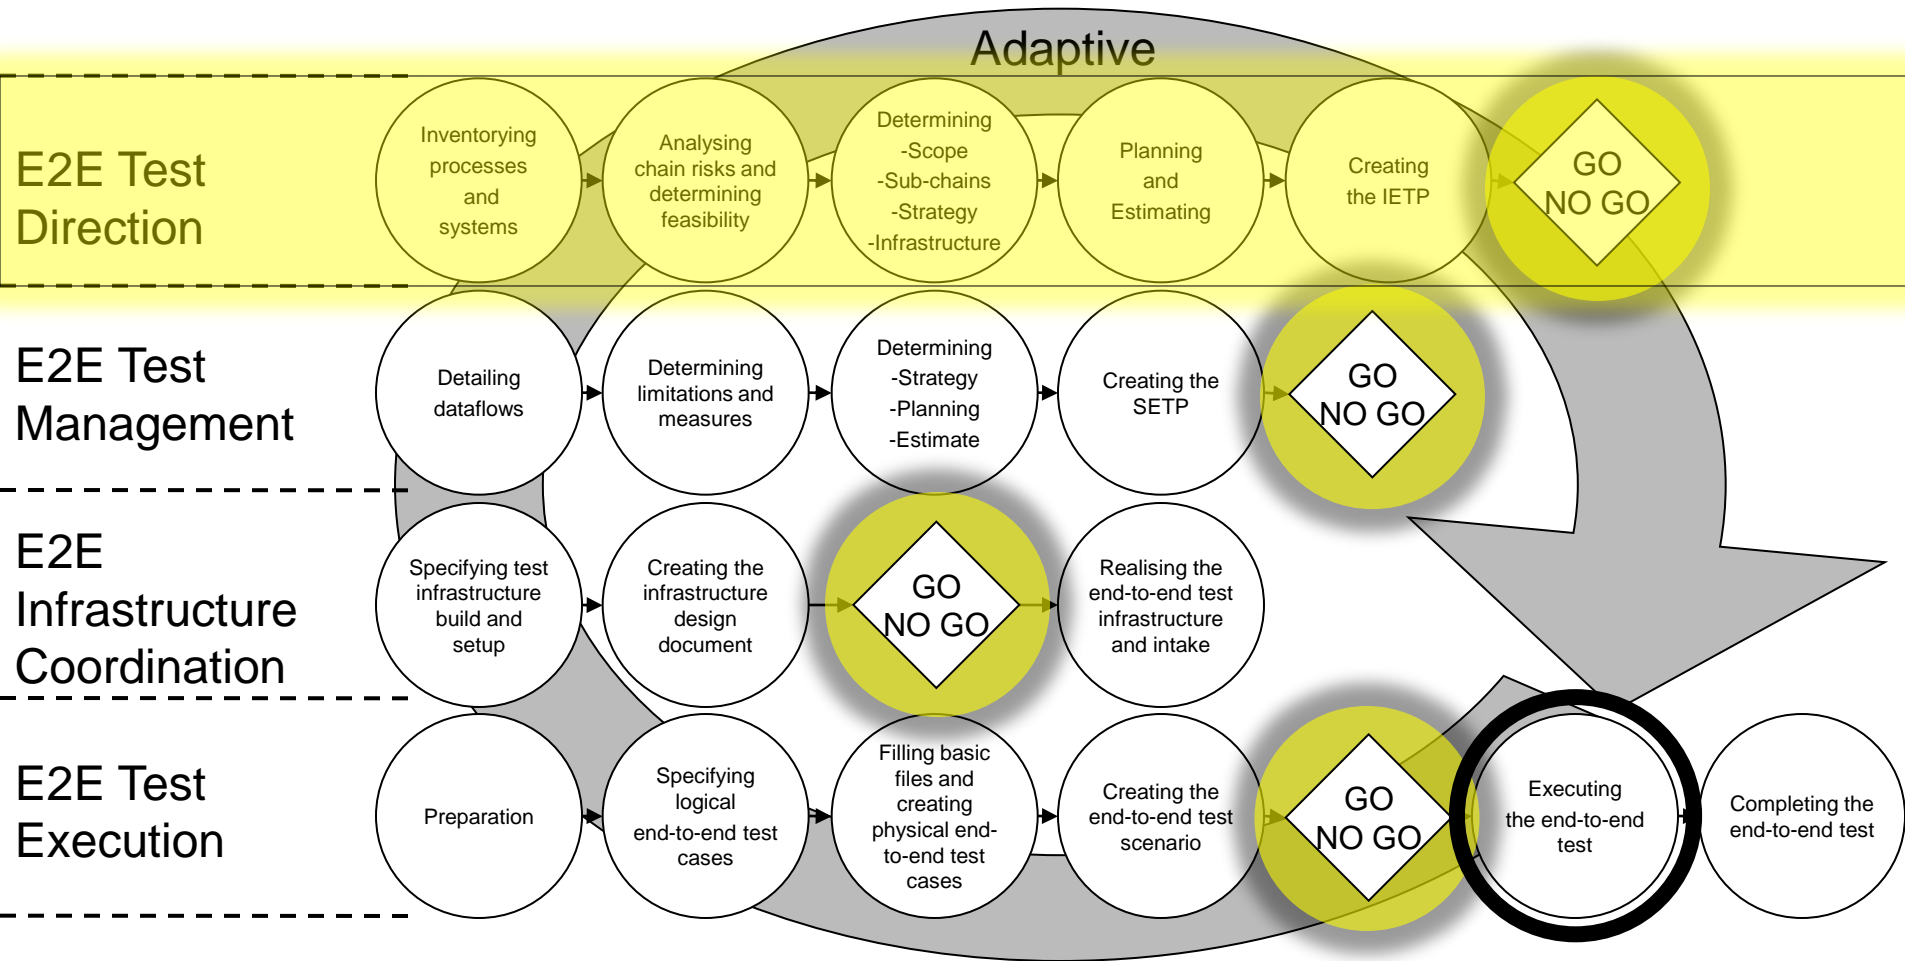 Adaptive
E2E Test
Direction
Inventorying
processes
and
systems
Analysing
chain risks and
determining
feasibility
Determining
-Scope
-Sub-chains
-Strategy
-Infrastructure
Planning
and
Estimating
Creating
the IETP
GO
NO GO
E2E Test
Management
Detailing
dataflows
Determining
limitations and
measures
Determining
-Strategy
-Planning
-Estimate
Creating the
SETP
GO
NO GO
E2E
Infrastructure
Coordination
Specifying test
infrastructure
build and
setup
Creating the
infrastructure
design
document
GO
NO GO
Realising the
end-to-end test
infrastructure
and intake
E2E Test
Execution
Preparation
Specifying
logical
end-to-end test
cases
Filling basic
files and
creating
physical end-
to-end test
cases
Creating the
end-to-end test
scenario
GO
NO GO
Executing
the end-to-end
test
Completing the
end-to-end test